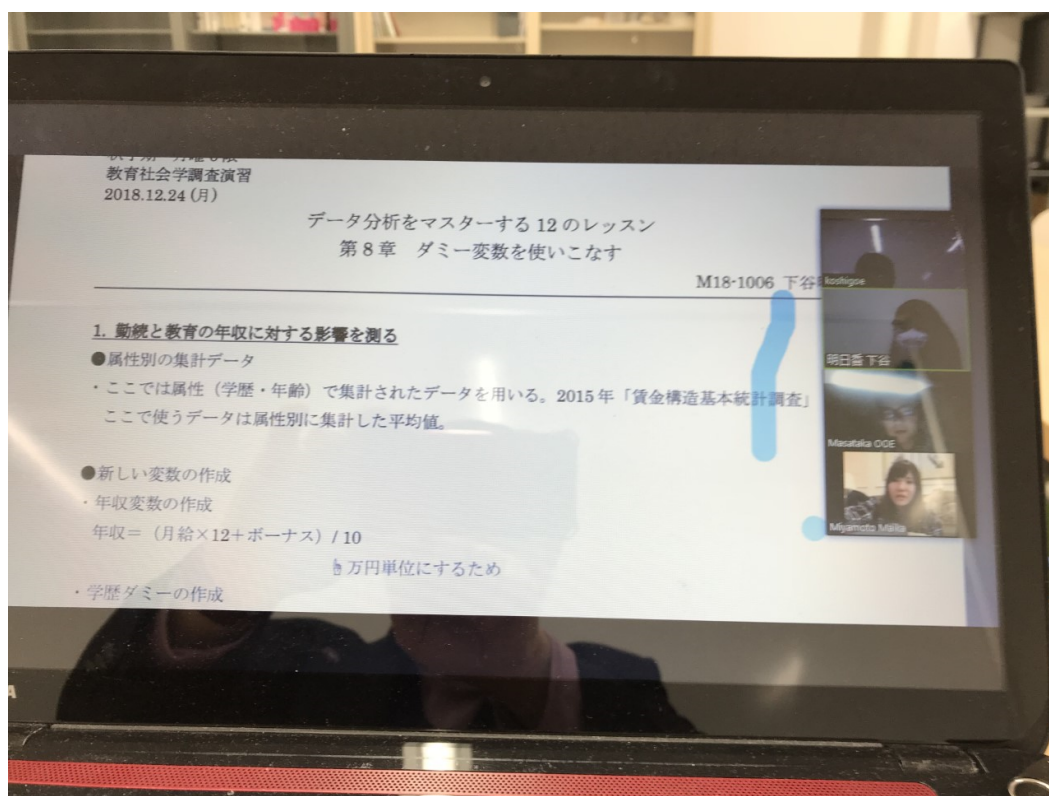 教育社会学調査演習
2018.12.24 (月)
データ分析をマスターする 12 のレッスン
第 8 章　ダミー変数を使いこなす
M18-1006 下谷
1. 勤続と教育の年収に対する影響を測る
●属性別の集計データ
・ここでは属性（学歴・年齢）で集計されたデータを用いる。2015 年「賃金構造基本統計調査」
ここで使うデータは属性別に集計した平均値。
●新しい変数の作成
・年収変数の作成
年収＝（月給×12＋ボーナス）/ 10
万円単位にするため
・学歴ダミーの作成
koshigoe
明日香 下谷
Masataka OOE
Miyamoto Maika